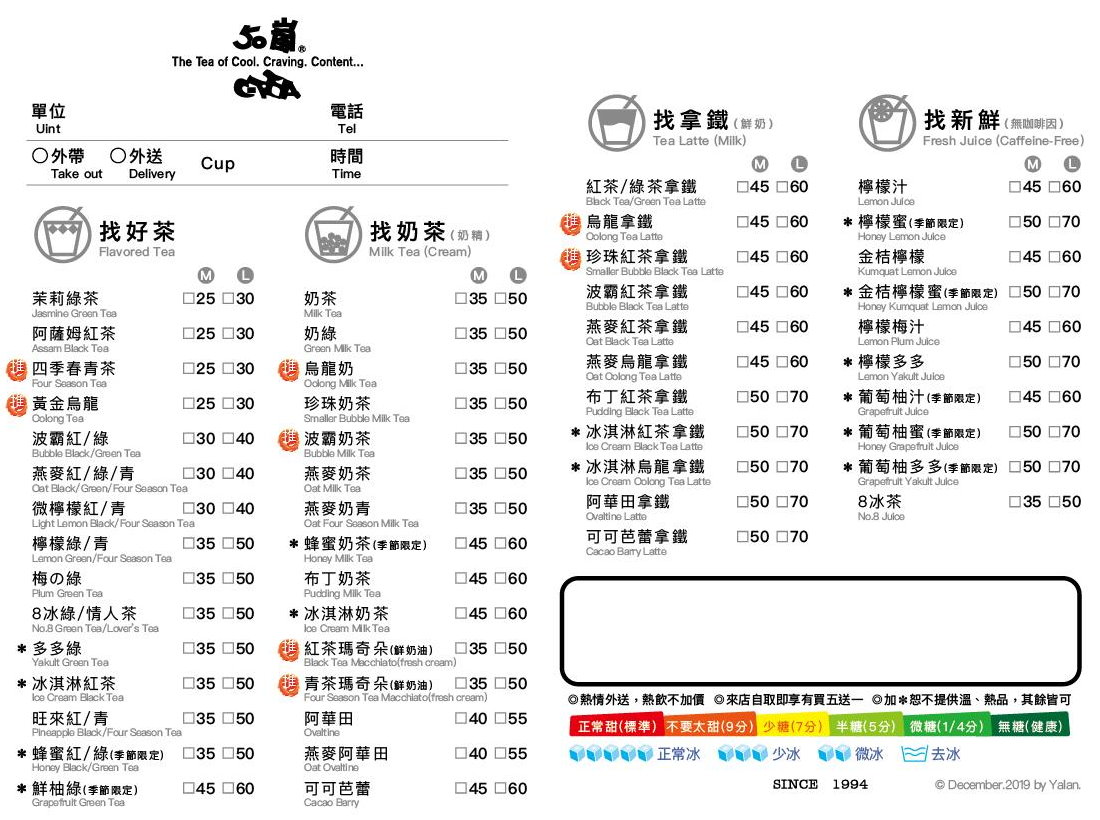 50嵐®
The Tea of Cool. Craving. Content...
單位
Uint
電話
Tel
○外帶
Take out
○外送
Delivery
Cup
時間
Time
找好茶
Flavored Tea
M L
茉莉綠茶 □25 □30
Jasmine Green Tea
阿薩姆紅茶 □25 □30
Assam Black Tea
推 四季春青茶 □25 □30
Four Season Tea
推 黃金烏龍 □25 □30
Oolong Tea
波霸紅/綠 □30 □40
Bubble Black/Green Tea
燕麥紅/綠/青 □30 □40
Oat Black/Green/Four Season Tea
微檸檬紅/青 □30 □40
Light Lemon Black/Four Season Tea
檸檬綠/青 □35 □50
Lemon Green/Four Season Tea
梅の綠 □35 □50
Plum Green Tea
8冰綠/情人茶 □35 □50
No.8 Green Tea/Lover's Tea
* 多多綠 □35 □50
Yakult Green Tea
* 冰淇淋紅茶 □35 □50
Ice Cream Black Tea
旺來紅/青 □35 □50
Pineapple Black/Four Season Tea
* 蜂蜜紅/綠(季節限定) □35 □50
Honey Black/Green Tea
* 鮮柚綠(季節限定) □45 □60
Grapefruit Green Tea
找奶茶(奶精)
Milk Tea (Cream)
M L
奶茶 □35 □50
Milk Tea
奶綠 □35 □50
Green Milk Tea
推 烏龍奶 □35 □50
Oolong Milk Tea
珍珠奶茶 □35 □50
Smaller Bubble Milk Tea
推 波霸奶茶 □35 □50
Bubble Milk Tea
燕麥奶茶 □35 □50
Oat Milk Tea
燕麥奶青 □35 □50
Oat Four Season Milk Tea
* 蜂蜜奶茶(季節限定) □45 □60
Honey Milk Tea
布丁奶茶 □45 □60
Pudding Milk Tea
* 冰淇淋奶茶 □45 □60
Ice Cream Milk Tea
推 紅茶瑪奇朵(鮮奶油) □35 □50
Black Tea Macchiato(fresh cream)
推 青茶瑪奇朵(鮮奶油) □35 □50
Four Season Tea Macchiato(fresh cream)
阿華田 □40 □55
Ovaltine
燕麥阿華田 □40 □55
Oat Ovaltine
可可芭蕾 □45 □60
Cacao Barry
找拿鐵(鮮奶)
Tea Latte (Milk)
M L
紅茶/綠茶拿鐵 □45 □60
Black Tea/Green Tea Latte
推 烏龍拿鐵 □45 □60
Oolong Tea Latte
推 珍珠紅茶拿鐵 □45 □60
Smaller Bubble Black Tea Latte
波霸紅茶拿鐵 □45 □60
Bubble Black Tea Latte
燕麥紅茶拿鐵 □45 □60
Oat Black Tea Latte
燕麥烏龍拿鐵 □45 □60
Oat Oolong Tea Latte
布丁紅茶拿鐵 □50 □70
Pudding Black Tea Latte
* 冰淇淋紅茶拿鐵 □50 □70
Ice Cream Black Tea Latte
* 冰淇淋烏龍拿鐵 □50 □70
Ice Cream Oolong Tea Latte
阿華田拿鐵 □50 □70
Ovaltine Latte
可可芭蕾拿鐵 □50 □70
Cacao Barry Latte
找新鮮(無咖啡因)
Fresh Juice (Caffeine-Free)
M L
檸檬汁 □45 □60
Lemon Juice
* 檸檬蜜(季節限定) □50 □70
Honey Lemon Juice
金桔檸檬 □45 □60
Kumquat Lemon Juice
* 金桔檸檬蜜(季節限定) □50 □70
Honey Kumquat Lemon Juice
檸檬梅汁 □45 □60
Lemon Plum Juice
* 檸檬多多 □50 □70
Lemon Yakult Juice
* 葡萄柚汁(季節限定) □45 □60
Grapefruit Juice
* 葡萄柚蜜(季節限定) □50 □70
Honey Grapefruit Juice
* 葡萄柚多多(季節限定) □50 □70
Grapefruit Yakult Juice
8冰茶 □35 □50
No.8 Juice
◎熱情外送，熱飲不加價 ◎來店自取即享有買五送一 ◎加*恕不提供溫、熱品，其餘皆可
正常甜(標準) 不要太甜(9分) 少糖(7分) 半糖(5分) 微糖(1/4分) 無糖(健康)
正常冰 少冰 微冰 去冰
SINCE 1994
© December.2019 by Yalan.